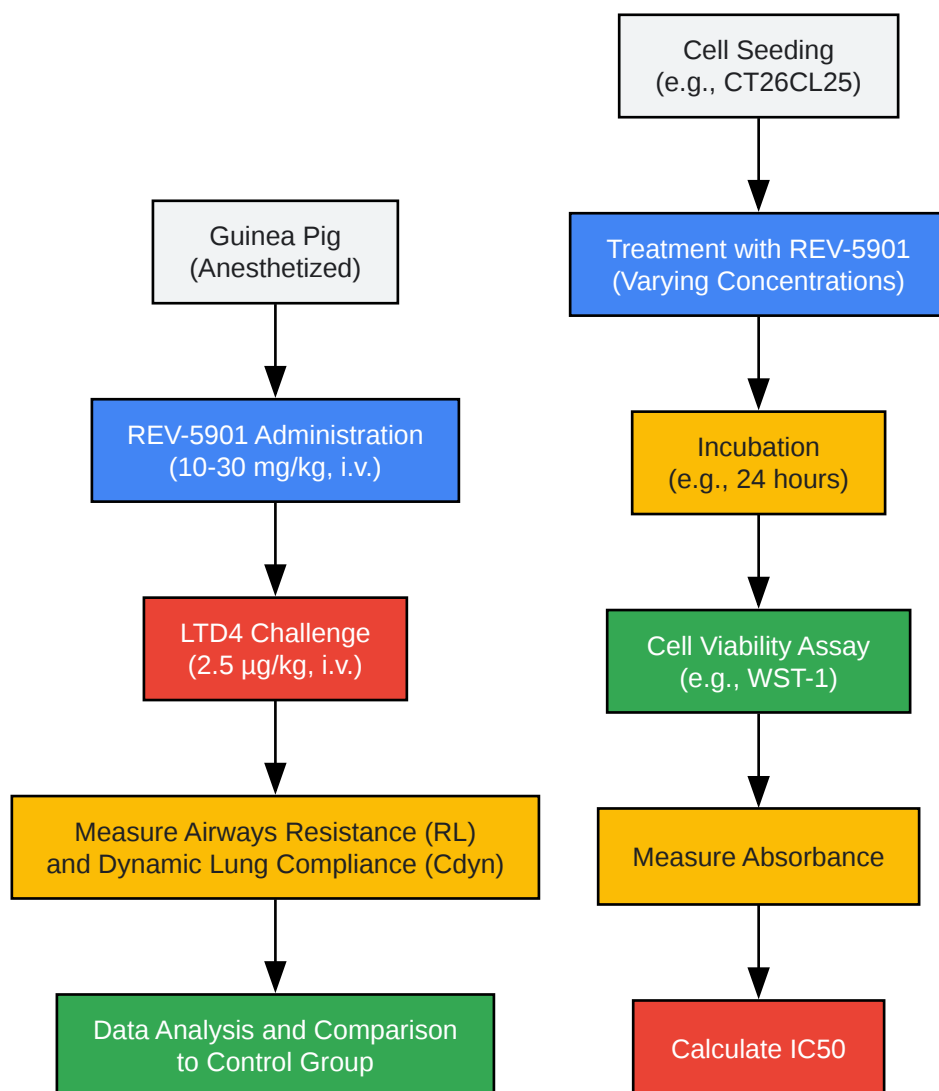 Guinea Pig
(Anesthetized)
REV-5901 Administration
(10-30 mg/kg, i.v.)
LTD4 Challenge
(2.5 µg/kg, i.v.)
Measure Airways Resistance (RL)
and Dynamic Lung Compliance (Cdyn)
Data Analysis and Comparison
to Control Group
Cell Seeding
(e.g., CT26CL25)
Treatment with REV-5901
(Varying Concentrations)
Incubation
(e.g., 24 hours)
Cell Viability Assay
(e.g., WST-1)
Measure Absorbance
Calculate IC50